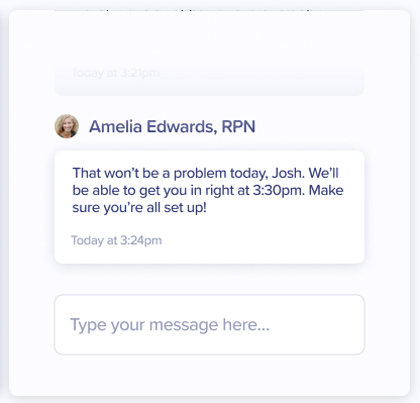 Today at 3:21pm
Amelia Edwards, RPN
That won't be a problem today, Josh. We'll
be able to get you in right at 3:30pm. Make
sure you're all set up!
Today at 3:24pm
Type your message here...